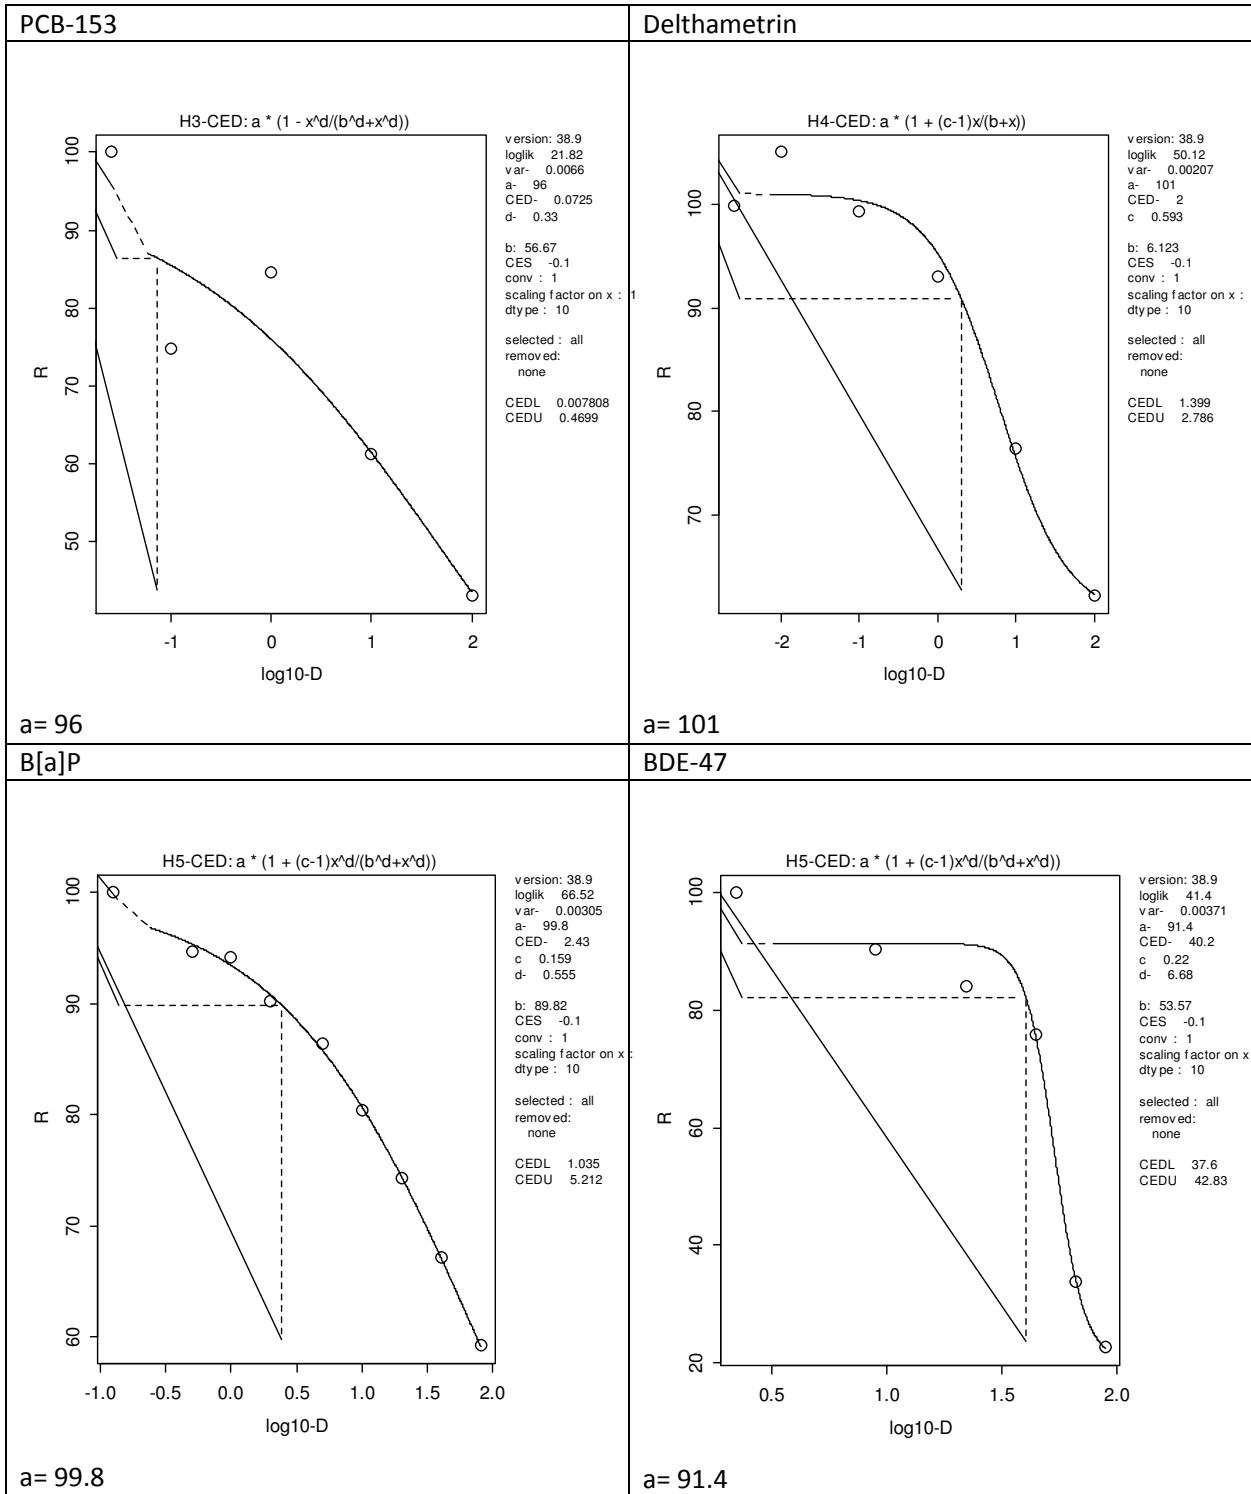 PCB-153
H3-CED: a * (1 - x^d/(b^d+x^d))
100
90
80
70
60
50
R
-1 0 1 2
log10-D
version: 38.9
loglik 21.82
var- 0.0066
a- 96
CED- 0.0725
d- 0.33
b: 56.67
CES -0.1
conv : 1
scaling factor on x : 1
dtype : 10
selected : all
removed:
none
CEDL 0.007808
CEDU 0.4699
a= 96
Delthametrin
H4-CED: a * (1 + (c-1)x/(b+x))
100
90
80
70
R
-2 -1 0 1 2
log10-D
version: 38.9
loglik 50.12
var- 0.00207
a- 101
CED- 2
c 0.593
b: 6.123
CES -0.1
conv : 1
scaling factor on x :
dtype : 10
selected : all
removed:
none
CEDL 1.399
CEDU 2.786
a= 101
B[a]P
H5-CED: a * (1 + (c-1)x^d/(b^d+x^d))
100
90
80
70
60
R
-1.0 -0.5 0.0 0.5 1.0 1.5 2.0
log10-D
version: 38.9
loglik 66.52
var- 0.00305
a- 99.8
CED- 2.43
c 0.159
d- 0.555
b: 89.82
CES -0.1
conv : 1
scaling factor on x :
dtype : 10
selected : all
removed:
none
CEDL 1.035
CEDU 5.212
a= 99.8
BDE-47
H5-CED: a * (1 + (c-1)x^d/(b^d+x^d))
100
80
60
40
20
R
0.5 1.0 1.5 2.0
log10-D
version: 38.9
loglik 41.4
var- 0.00371
a- 91.4
CED- 40.2
c 0.22
d- 6.68
b: 53.57
CES -0.1
conv : 1
scaling factor on x
dtype : 10
selected : all
removed:
none
CEDL 37.6
CEDU 42.83
a= 91.4